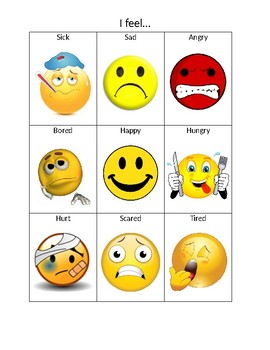 I feel...
Sick Sad Angry
Bored Happy Hungry
Hurt Scared Tired